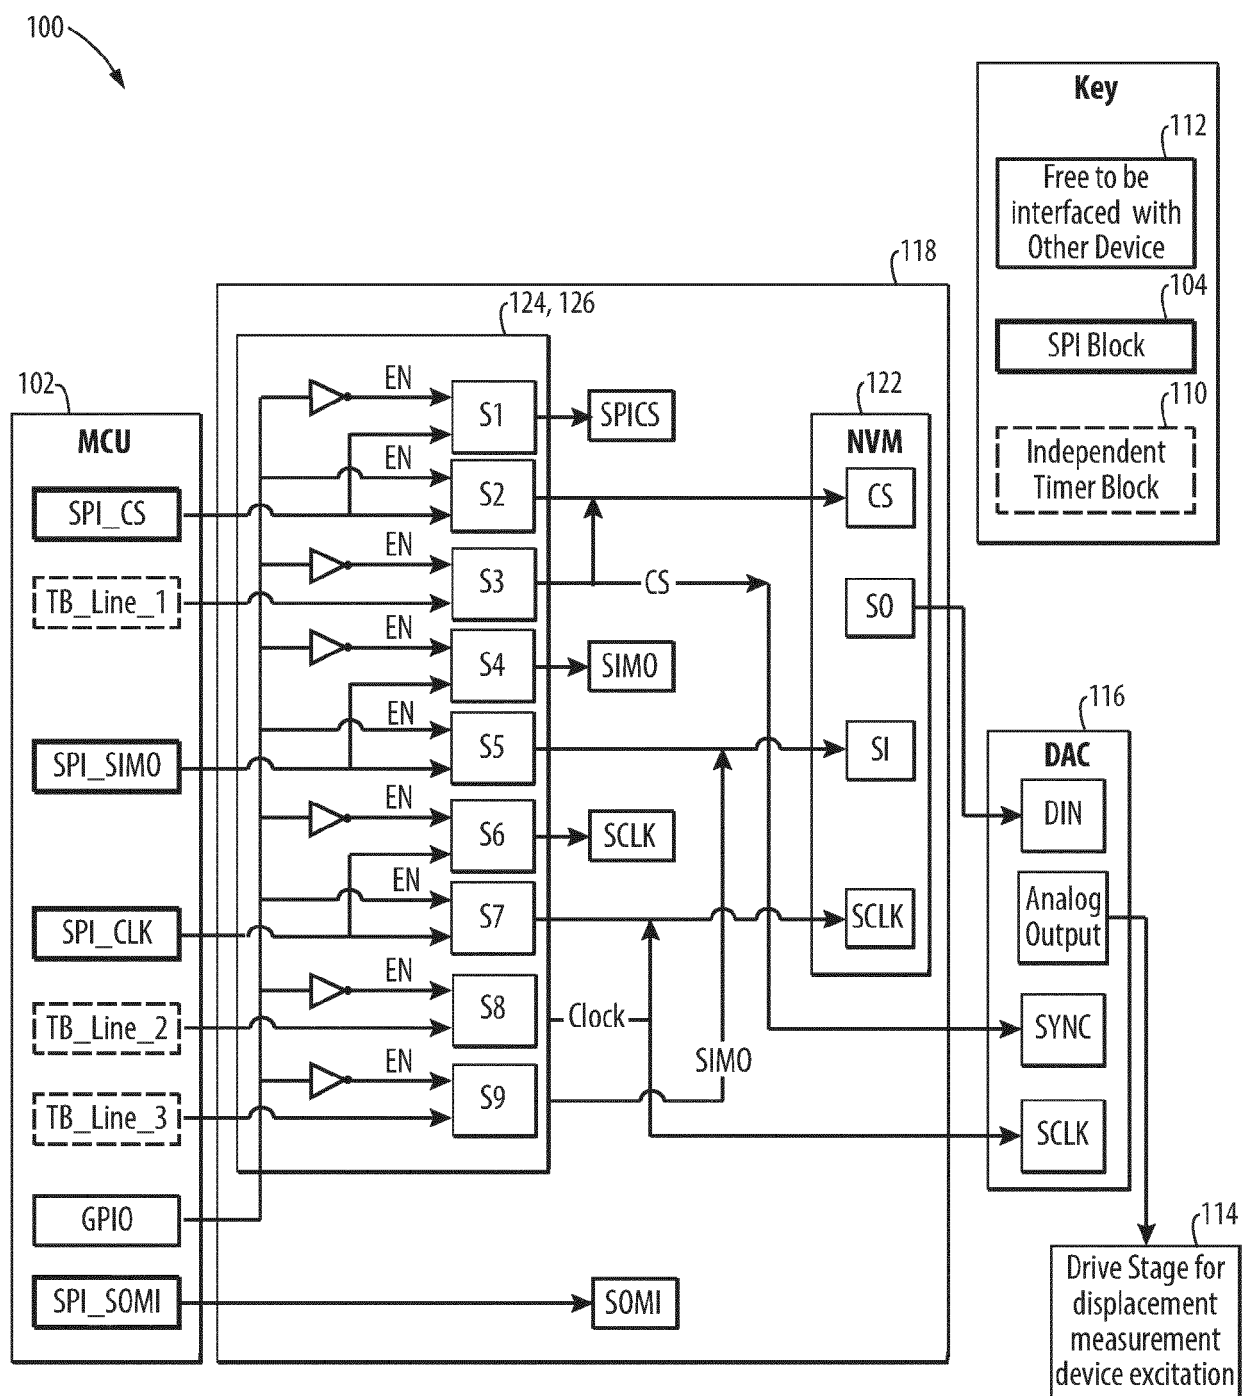 100
Key
112
Free to be
interfaced with
Other Device
104
SPI Block
110
Independent
Timer Block
118
124, 126
102
MCU
SPI_CS
TB_Line_1
SPI_SIMO
SPI_CLK
TB_Line_2
TB_Line_3
GPIO
SPI_SOMI
EN
S1
SPICS
EN
S2
EN
S3
CS
EN
S4
SIMO
EN
S5
EN
S6
SCLK
EN
S7
EN
S8
Clock
EN
S9
SIMO
SOMI
122
NVM
CS
SO
SI
SCLK
116
DAC
DIN
Analog
Output
SYNC
SCLK
114
Drive Stage for
displacement
measurement
device excitation